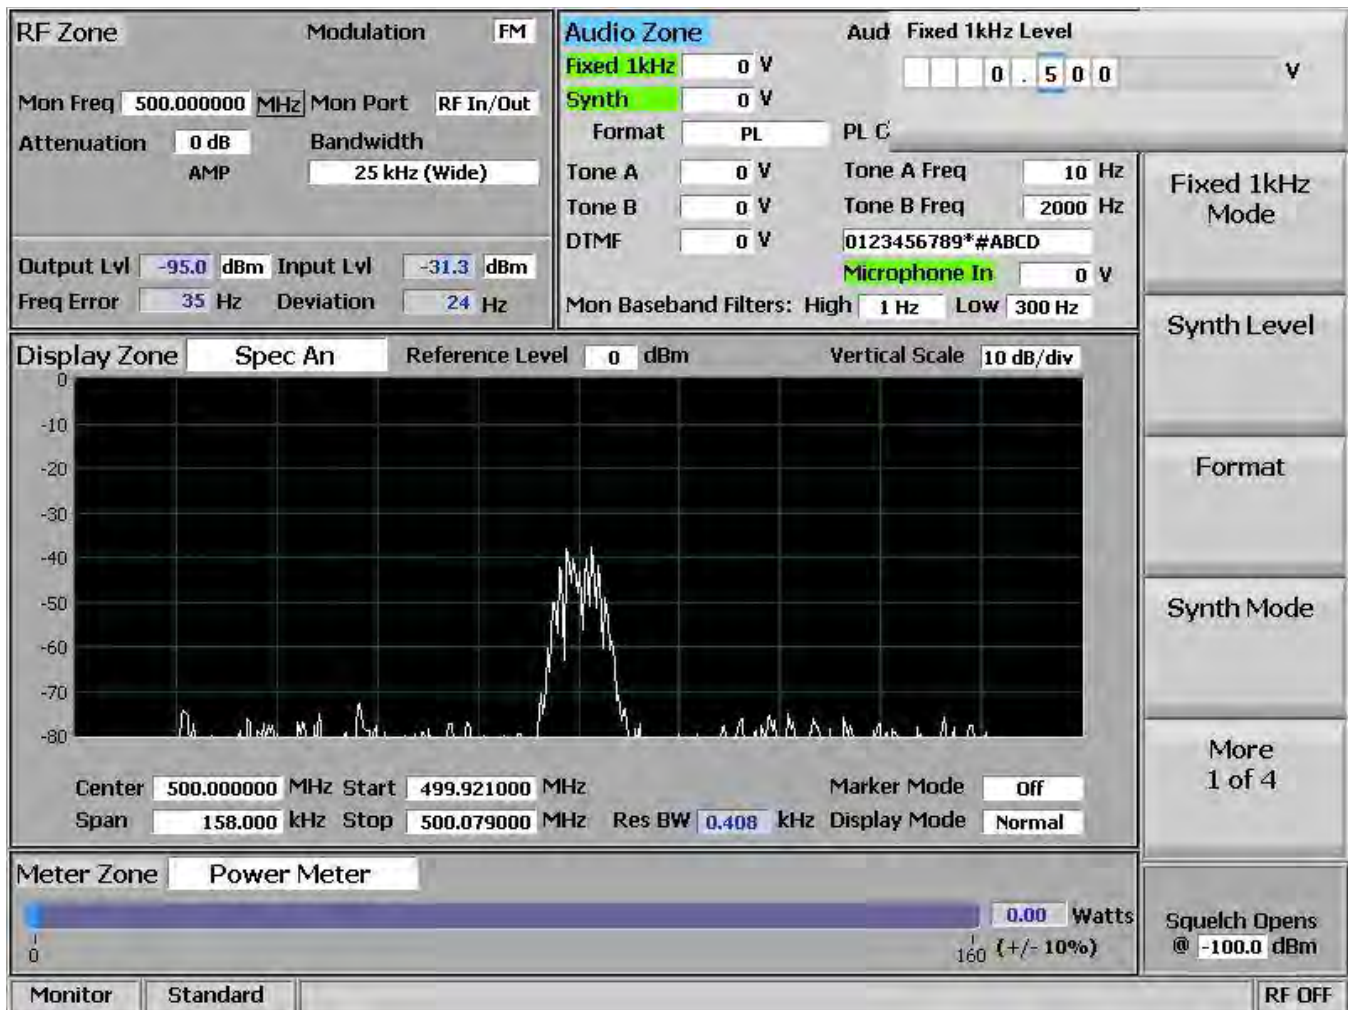 RF Zone Modulation FM
Mon Freq 500.000000 MHz Mon Port RF In/Out
Attenuation 0 dB Bandwidth
AMP 25 kHz (Wide)
Output Lvl -95.0 dBm Input Lvl -31.3 dBm
Freq Error 35 Hz Deviation 24 Hz
Audio Zone Aud
Fixed 1kHz 0 V
Synth 0 V
Format PL PL C
Tone A 0 V Tone A Freq 10 Hz
Tone B 0 V Tone B Freq 2000 Hz
DTMF 0 V 0123456789*#ABCD
Microphone In 0 V
Mon Baseband Filters: High 1 Hz Low 300 Hz
Fixed 1kHz Level
0.500 V
Fixed 1kHz
Mode
Synth Level
Format
Synth Mode
More
1 of 4
Display Zone Spec An Reference Level 0 dBm Vertical Scale 10 dB/div
0
-10
-20
-30
-40
-50
-60
-70
-80
Center 500.000000 MHz Start 499.921000 MHz Marker Mode Off
Span 158.000 kHz Stop 500.079000 MHz Res BW 0.408 kHz Display Mode Normal
Meter Zone Power Meter
0.00 Watts
0 160 (+/- 10%)
Squelch Opens
@ -100.0 dBm
Monitor Standard RF OFF